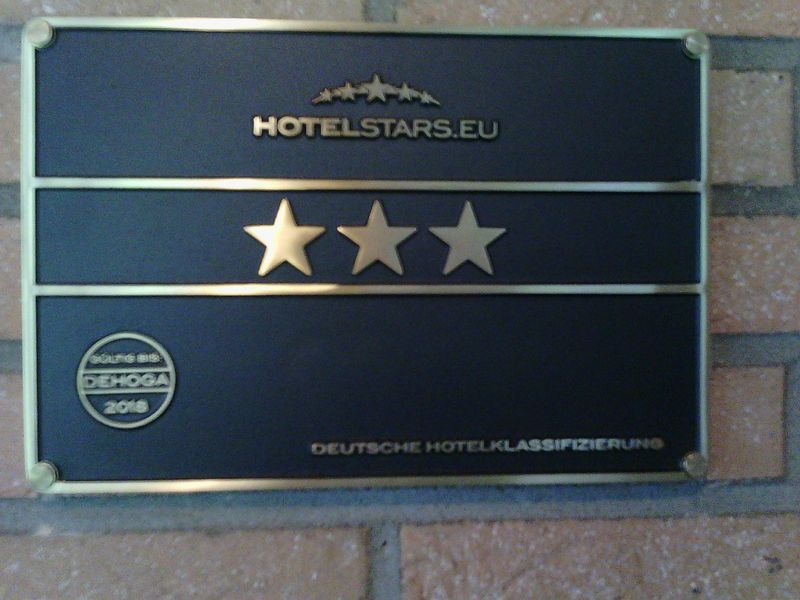 HOTELSTARS.EU
GÜLTIG BIS:
DEHOGA
2018
DEUTSCHE HOTELKLASSIFIZIERUNG